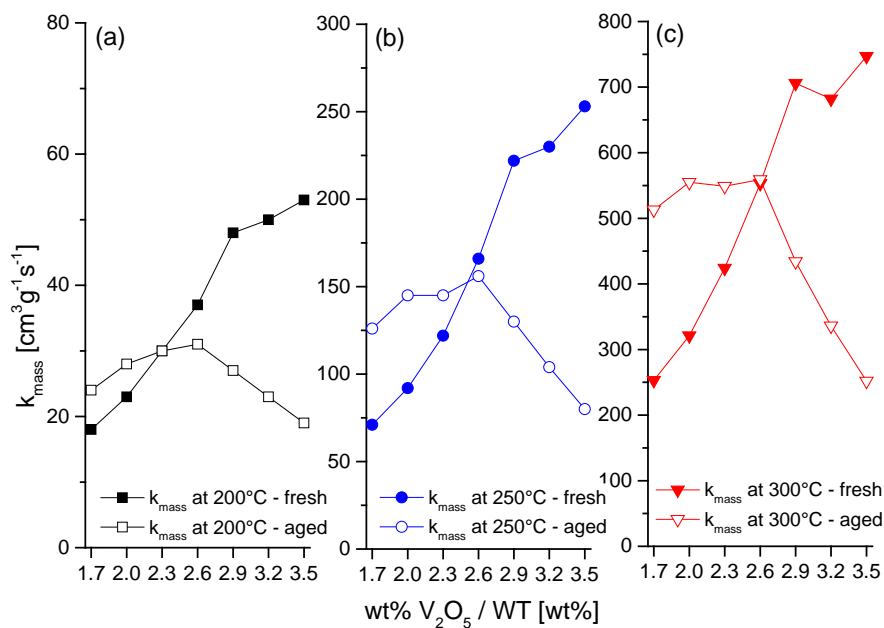 (a)
(b)
(c)
80
60
40
20
0
300
250
200
150
100
50
0
800
700
600
500
400
300
200
100
0
k_mass [cm³g⁻¹s⁻¹]
k_mass at 200°C - fresh
k_mass at 200°C - aged
k_mass at 250°C - fresh
k_mass at 250°C - aged
k_mass at 300°C - fresh
k_mass at 300°C - aged
1.7 2.0 2.3 2.6 2.9 3.2 3.5
1.7 2.0 2.3 2.6 2.9 3.2 3.5
1.7 2.0 2.3 2.6 2.9 3.2 3.5
wt% V₂O₅ / WT [wt%]